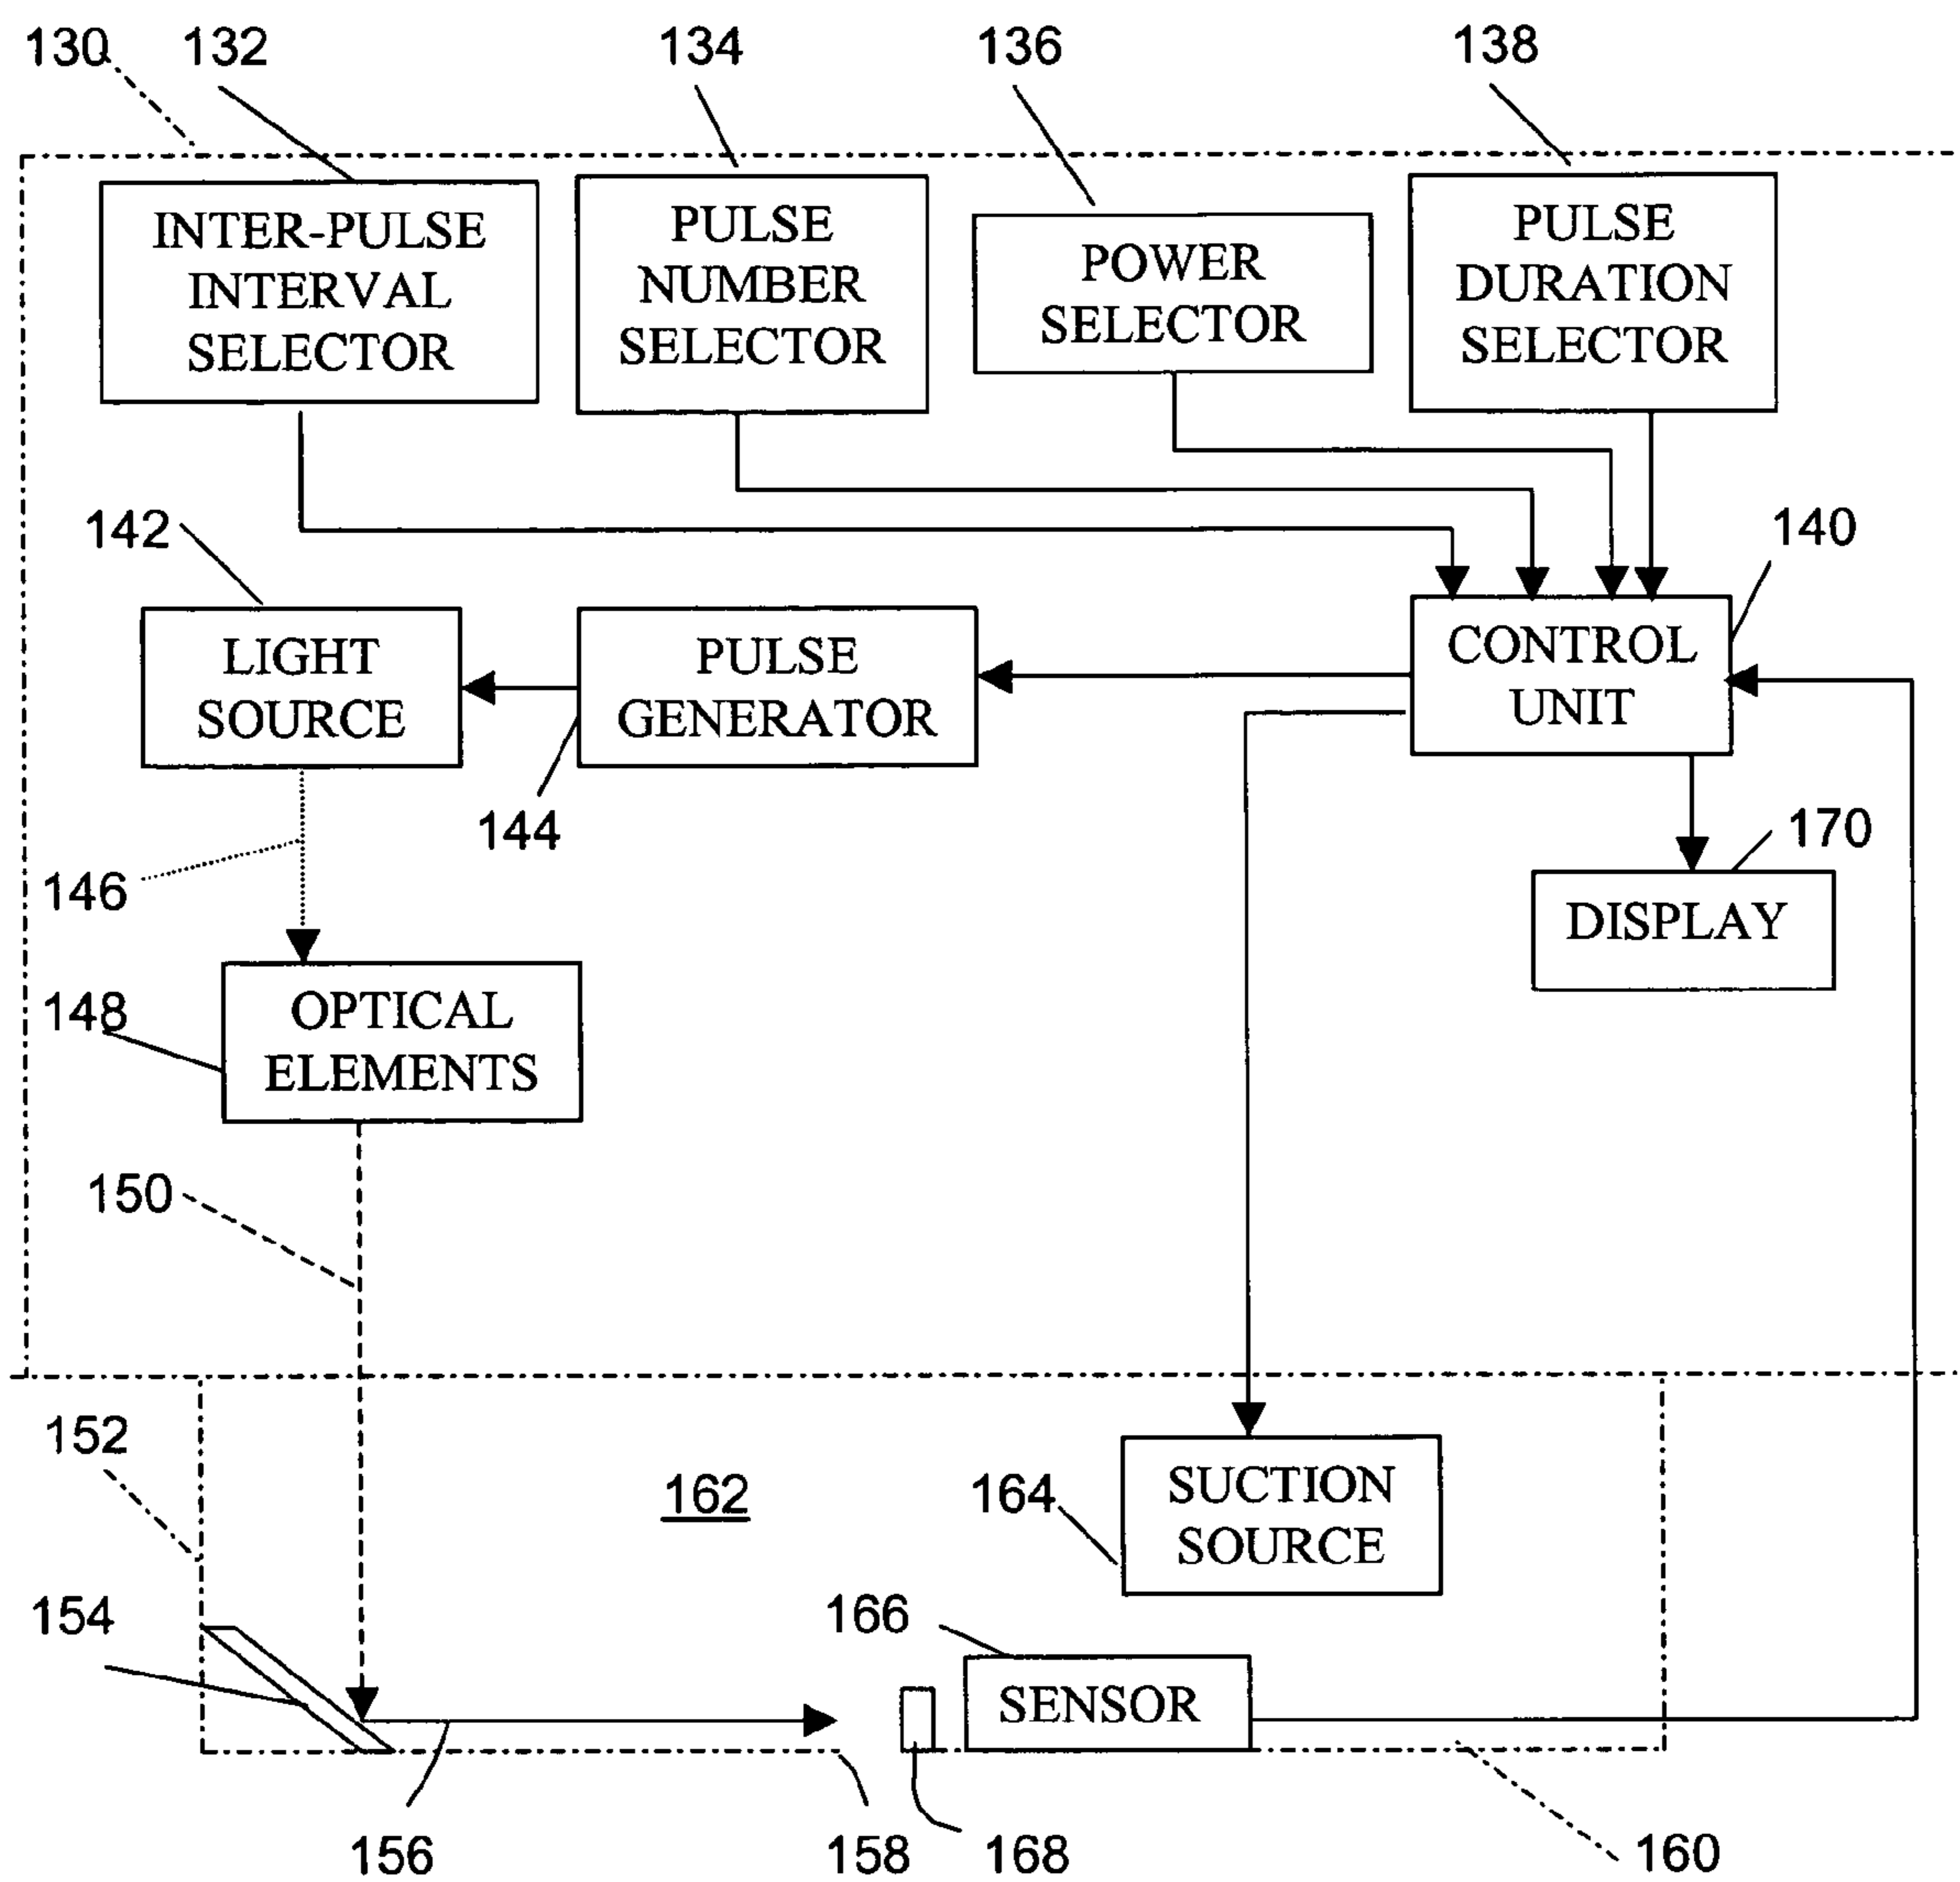 130
132
134
136
138
INTER-PULSE
INTERVAL
SELECTOR
PULSE
NUMBER
SELECTOR
POWER
SELECTOR
PULSE
DURATION
SELECTOR
142
140
LIGHT
SOURCE
PULSE
GENERATOR
CONTROL
UNIT
144
146
170
DISPLAY
148
OPTICAL
ELEMENTS
150
152
162
164
SUCTION
SOURCE
154
166
SENSOR
156
158
168
160